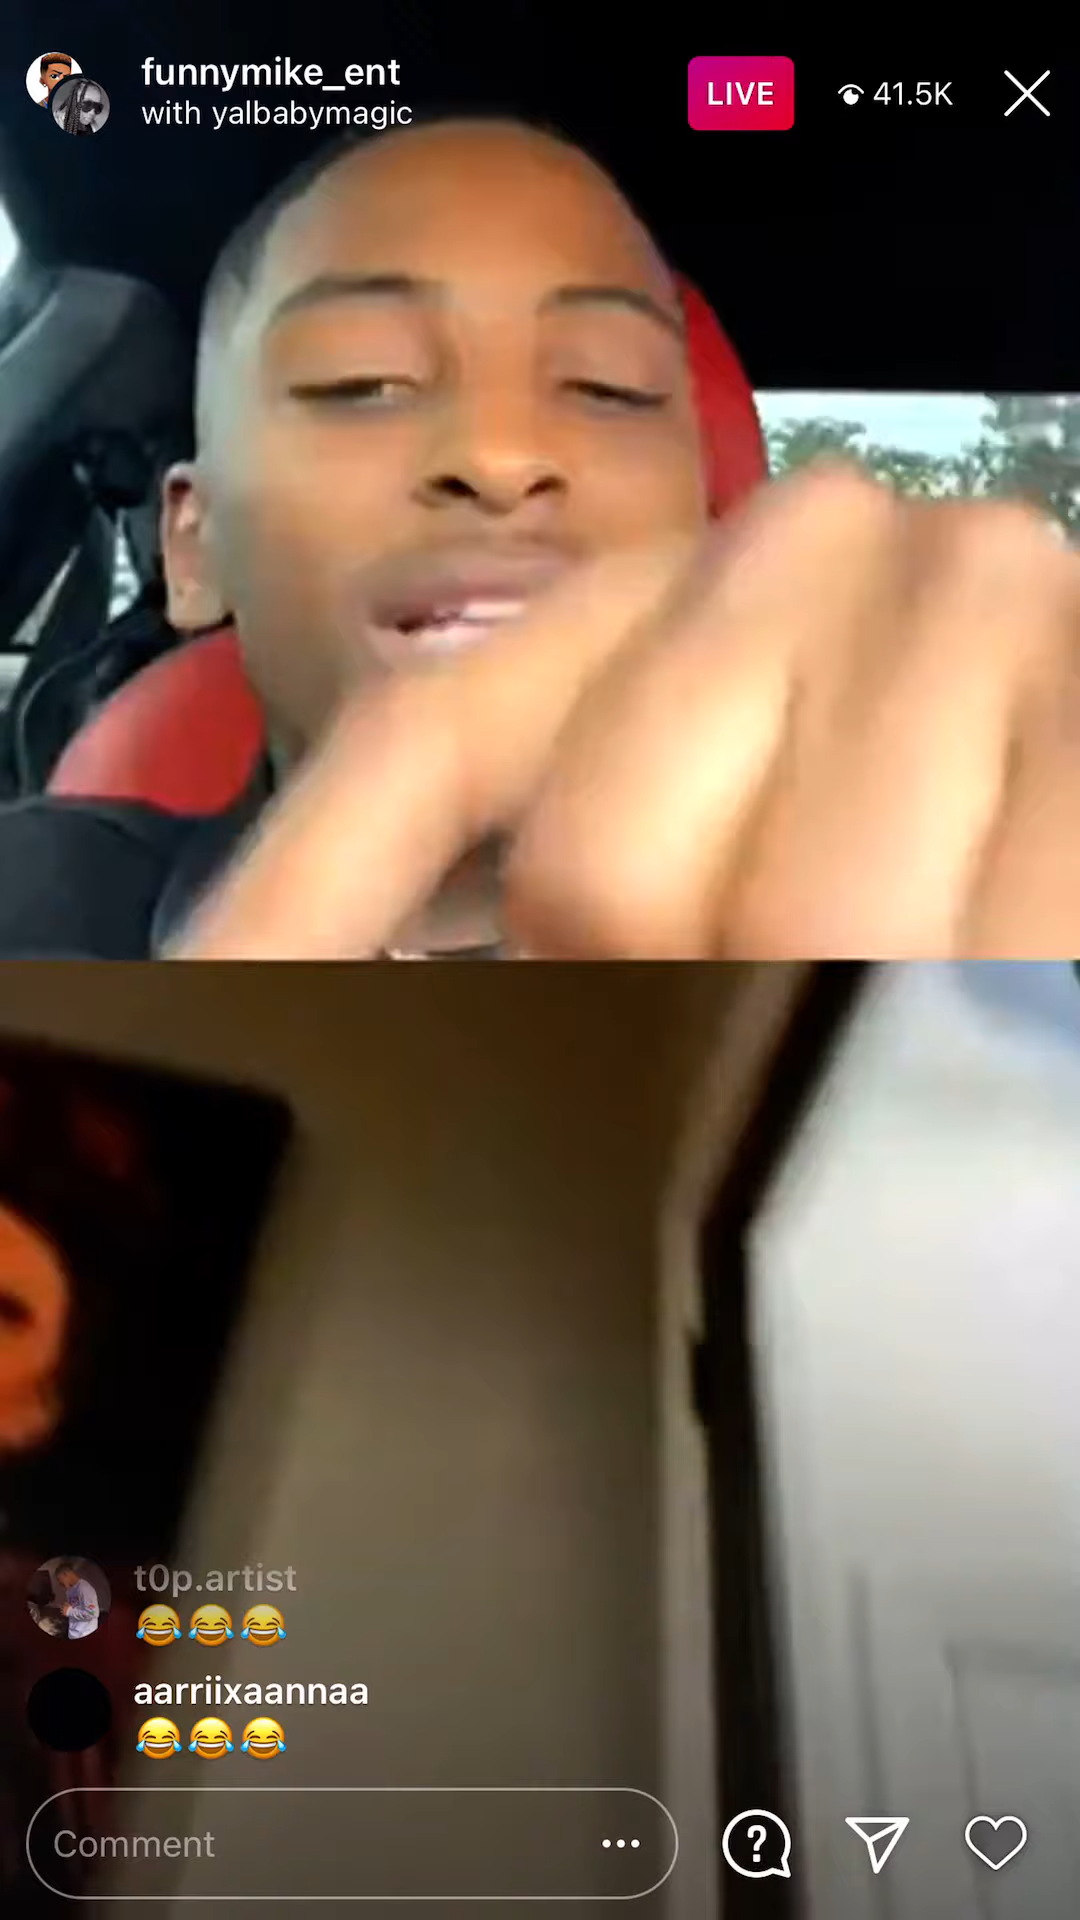 funnymike_ent
with yalbabymagic
LIVE
41.5K
t0p.artist
😂😂😂
aarriixaannaa
😂😂😂
Comment